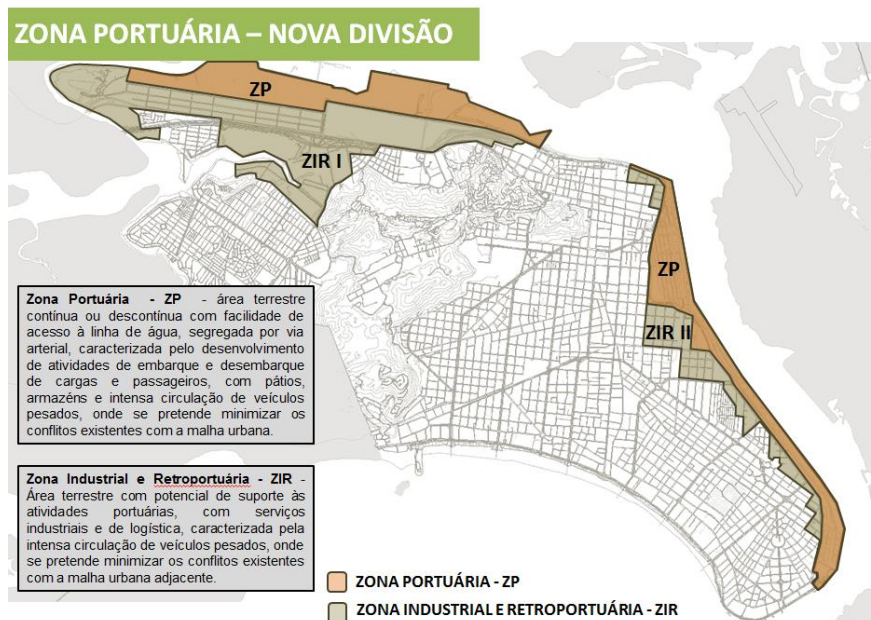 ZONA PORTUÁRIA – NOVA DIVISÃO
ZP
ZIR I
ZP
ZIR II
Zona Portuária - ZP - área terrestre
contínua ou descontínua com facilidade de
acesso à linha de água, segregada por via
arterial, caracterizada pelo desenvolvimento
de atividades de embarque e desembarque
de cargas e passageiros, com pátios,
armazéns e intensa circulação de veículos
pesados, onde se pretende minimizar os
conflitos existentes com a malha urbana.
Zona Industrial e Retroportuária - ZIR -
Área terrestre com potencial de suporte às
atividades portuárias, com serviços
industriais e de logística, caracterizada pela
intensa circulação de veículos pesados, onde
se pretende minimizar os conflitos existentes
com a malha urbana adjacente.
ZONA PORTUÁRIA - ZP
ZONA INDUSTRIAL E RETROPORTUÁRIA - ZIR